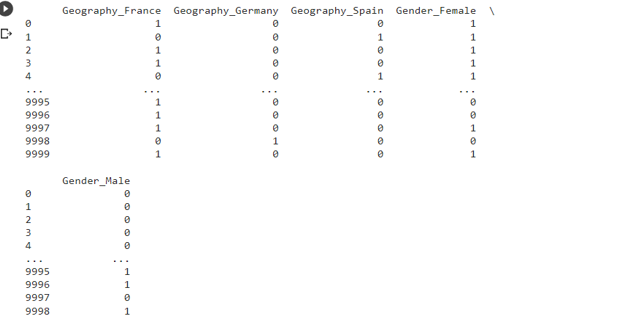 Geography_France Geography_Germany Geography_Spain Gender_Female \
0 1 0 0 1
1 0 0 1 1
2 1 0 0 1
3 1 0 0 1
4 0 0 1 1
... ... ... ... ...
9995 1 0 0 0
9996 1 0 0 0
9997 1 0 0 1
9998 0 1 0 0
9999 1 0 0 1
Gender_Male
0 0
1 0
2 0
3 0
4 0
... ...
9995 1
9996 1
9997 0
9998 1